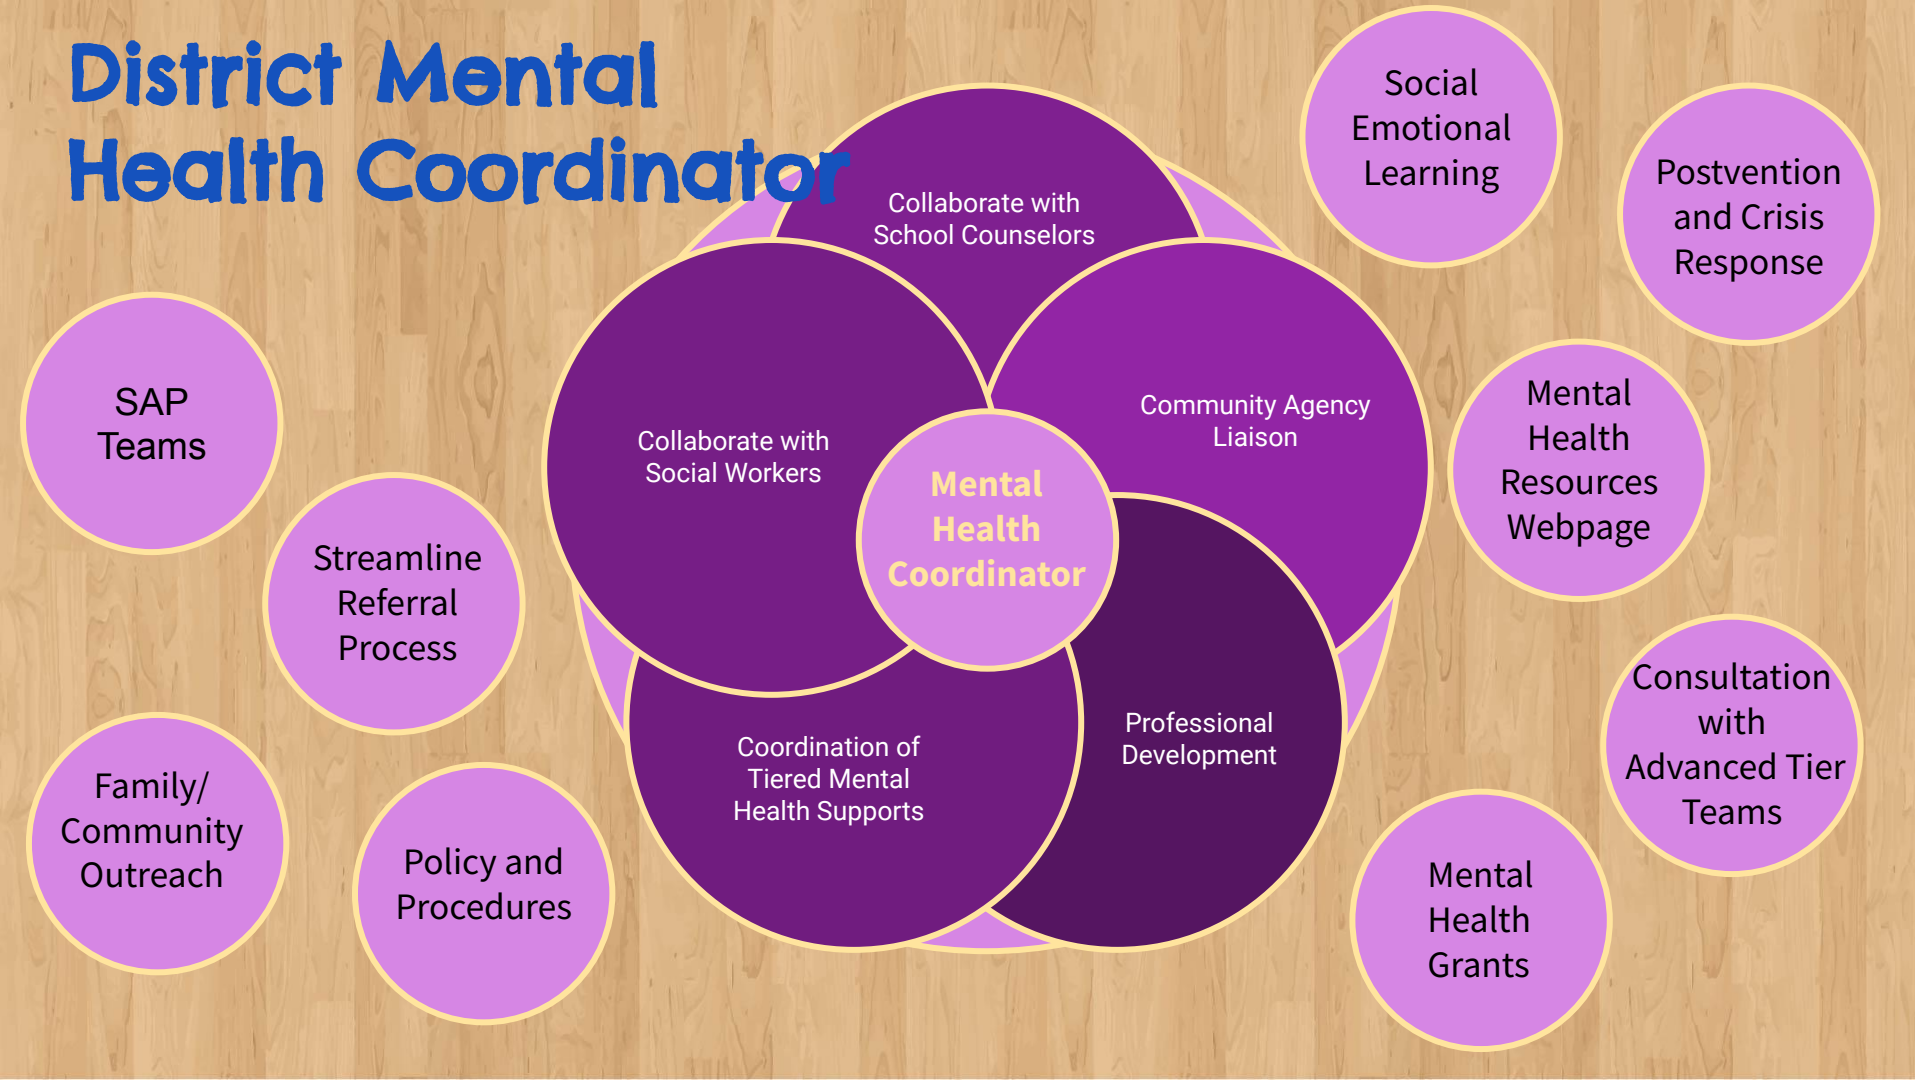 District Mental
Health Coordinator
Collaborate with
School Counselors
Collaborate with
Social Workers
Community Agency
Liaison
Mental
Health
Coordinator
Coordination of
Tiered Mental
Health Supports
Professional
Development
SAP
Teams
Streamline
Referral
Process
Family/
Community
Outreach
Policy and
Procedures
Social
Emotional
Learning
Postvention
and Crisis
Response
Mental
Health
Resources
Webpage
Consultation
with
Advanced Tier
Teams
Mental
Health
Grants